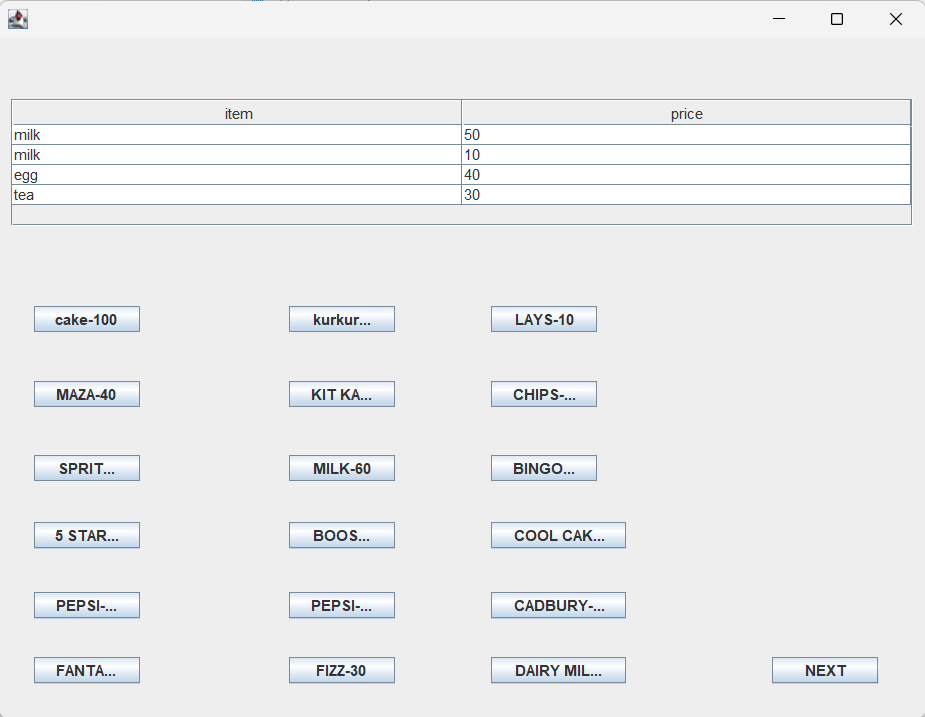 item price
milk 50
milk 10
egg 40
tea 30
cake-100 kurkur... LAYS-10
MAZA-40 KIT KA... CHIPS-...
SPRIT... MILK-60 BINGO...
5 STAR... BOOS... COOL CAK...
PEPSI-... PEPSI-... CADBURY-...
FANTA... FIZZ-30 DAIRY MIL... NEXT